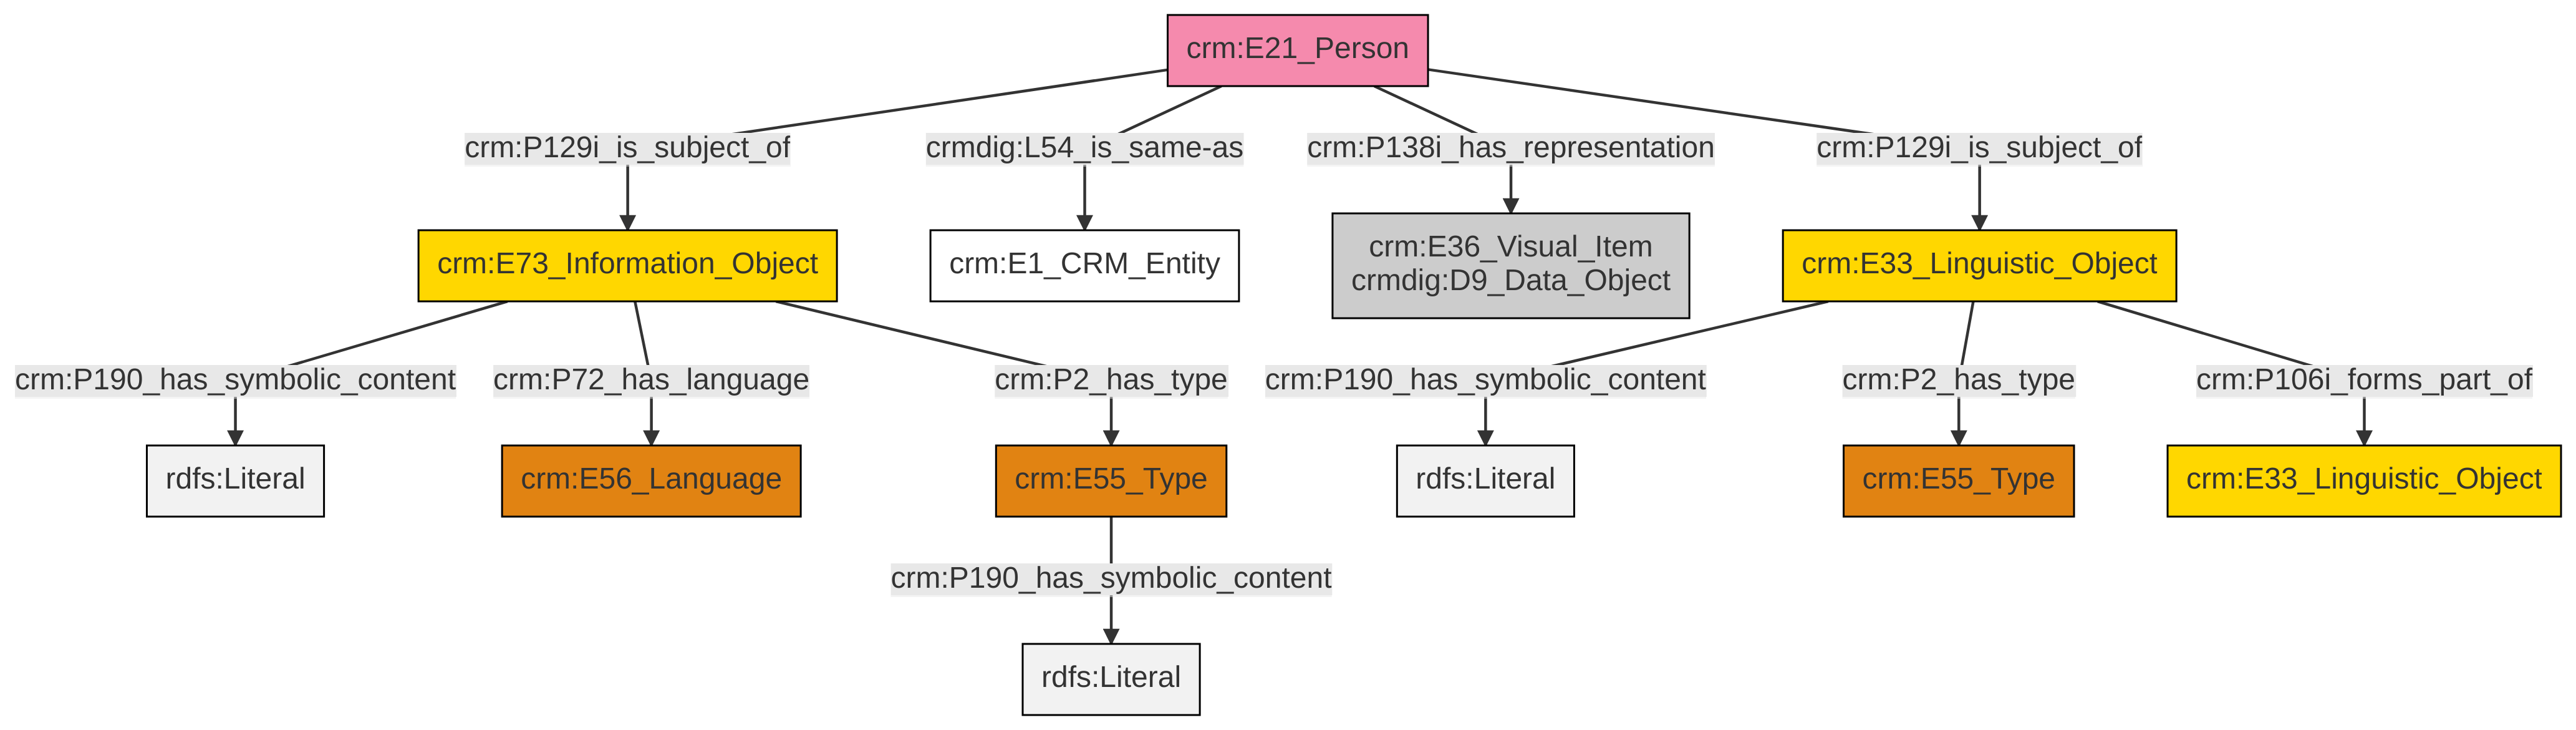 crm:E21_Person
crm:P129i_is_subject_of
crmdig:L54_is_same-as
crm:P138i_has_representation
crm:P129i_is_subject_of
crm:E73_Information_Object
crm:E1_CRM_Entity
crm:E36_Visual_Item
crmdig:D9_Data_Object
crm:E33_Linguistic_Object
crm:P190_has_symbolic_content
crm:P72_has_language
crm:P2_has_type
crm:P190_has_symbolic_content
crm:P2_has_type
crm:P106i_forms_part_of
rdfs:Literal
crm:E56_Language
crm:E55_Type
rdfs:Literal
crm:E55_Type
crm:E33_Linguistic_Object
crm:P190_has_symbolic_content
rdfs:Literal